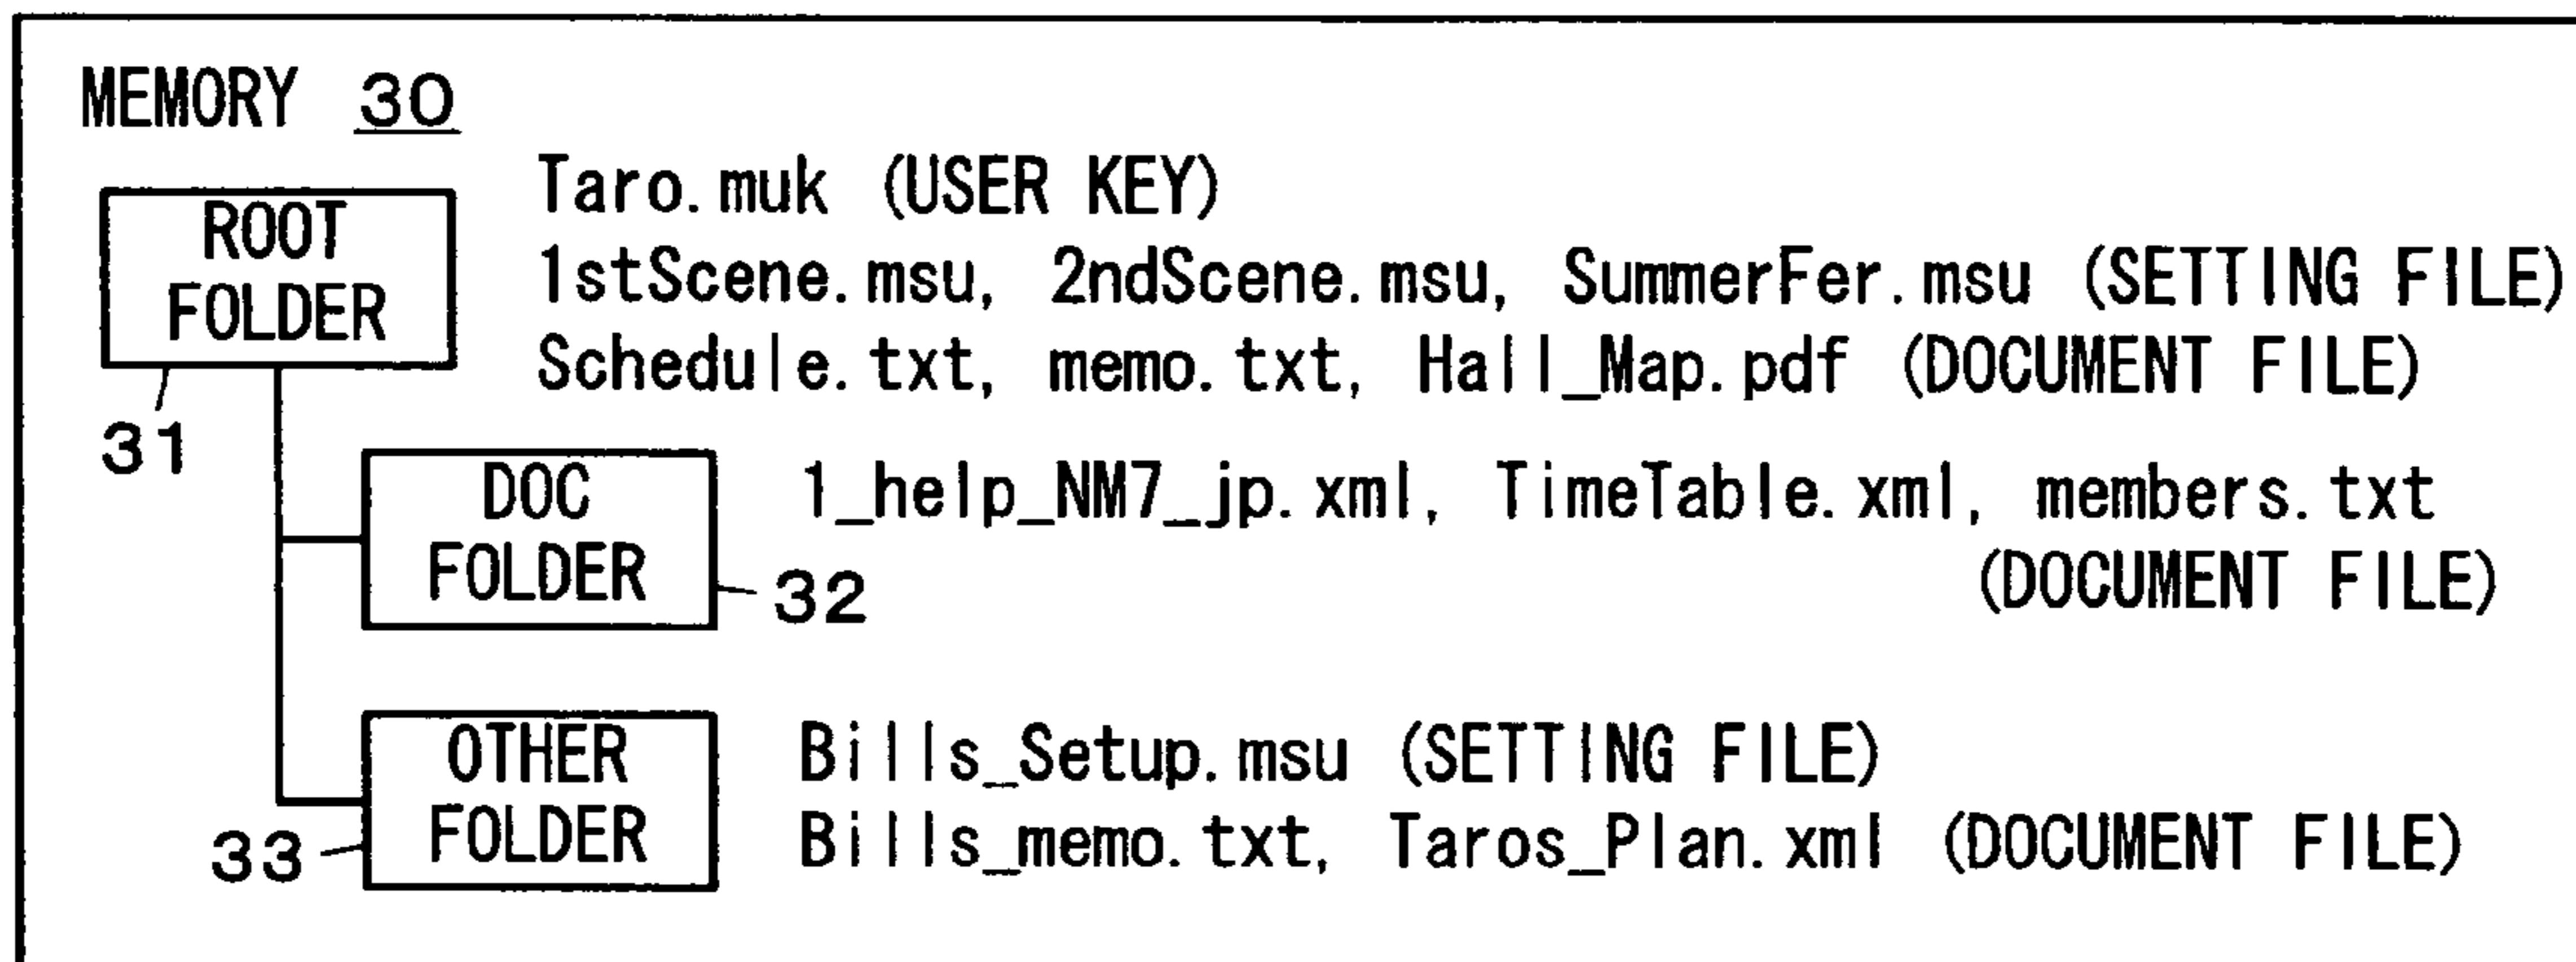 MEMORY 30
ROOT FOLDER
31
Taro.muk (USER KEY)
1stScene.msu, 2ndScene.msu, SummerFer.msu (SETTING FILE)
Schedule.txt, memo.txt, Hall_Map.pdf (DOCUMENT FILE)
DOC FOLDER
32
1_help_NM7_jp.xml, TimeTable.xml, members.txt
(DOCUMENT FILE)
OTHER FOLDER
33
Bills_Setup.msu (SETTING FILE)
Bills_memo.txt, Taros_Plan.xml (DOCUMENT FILE)